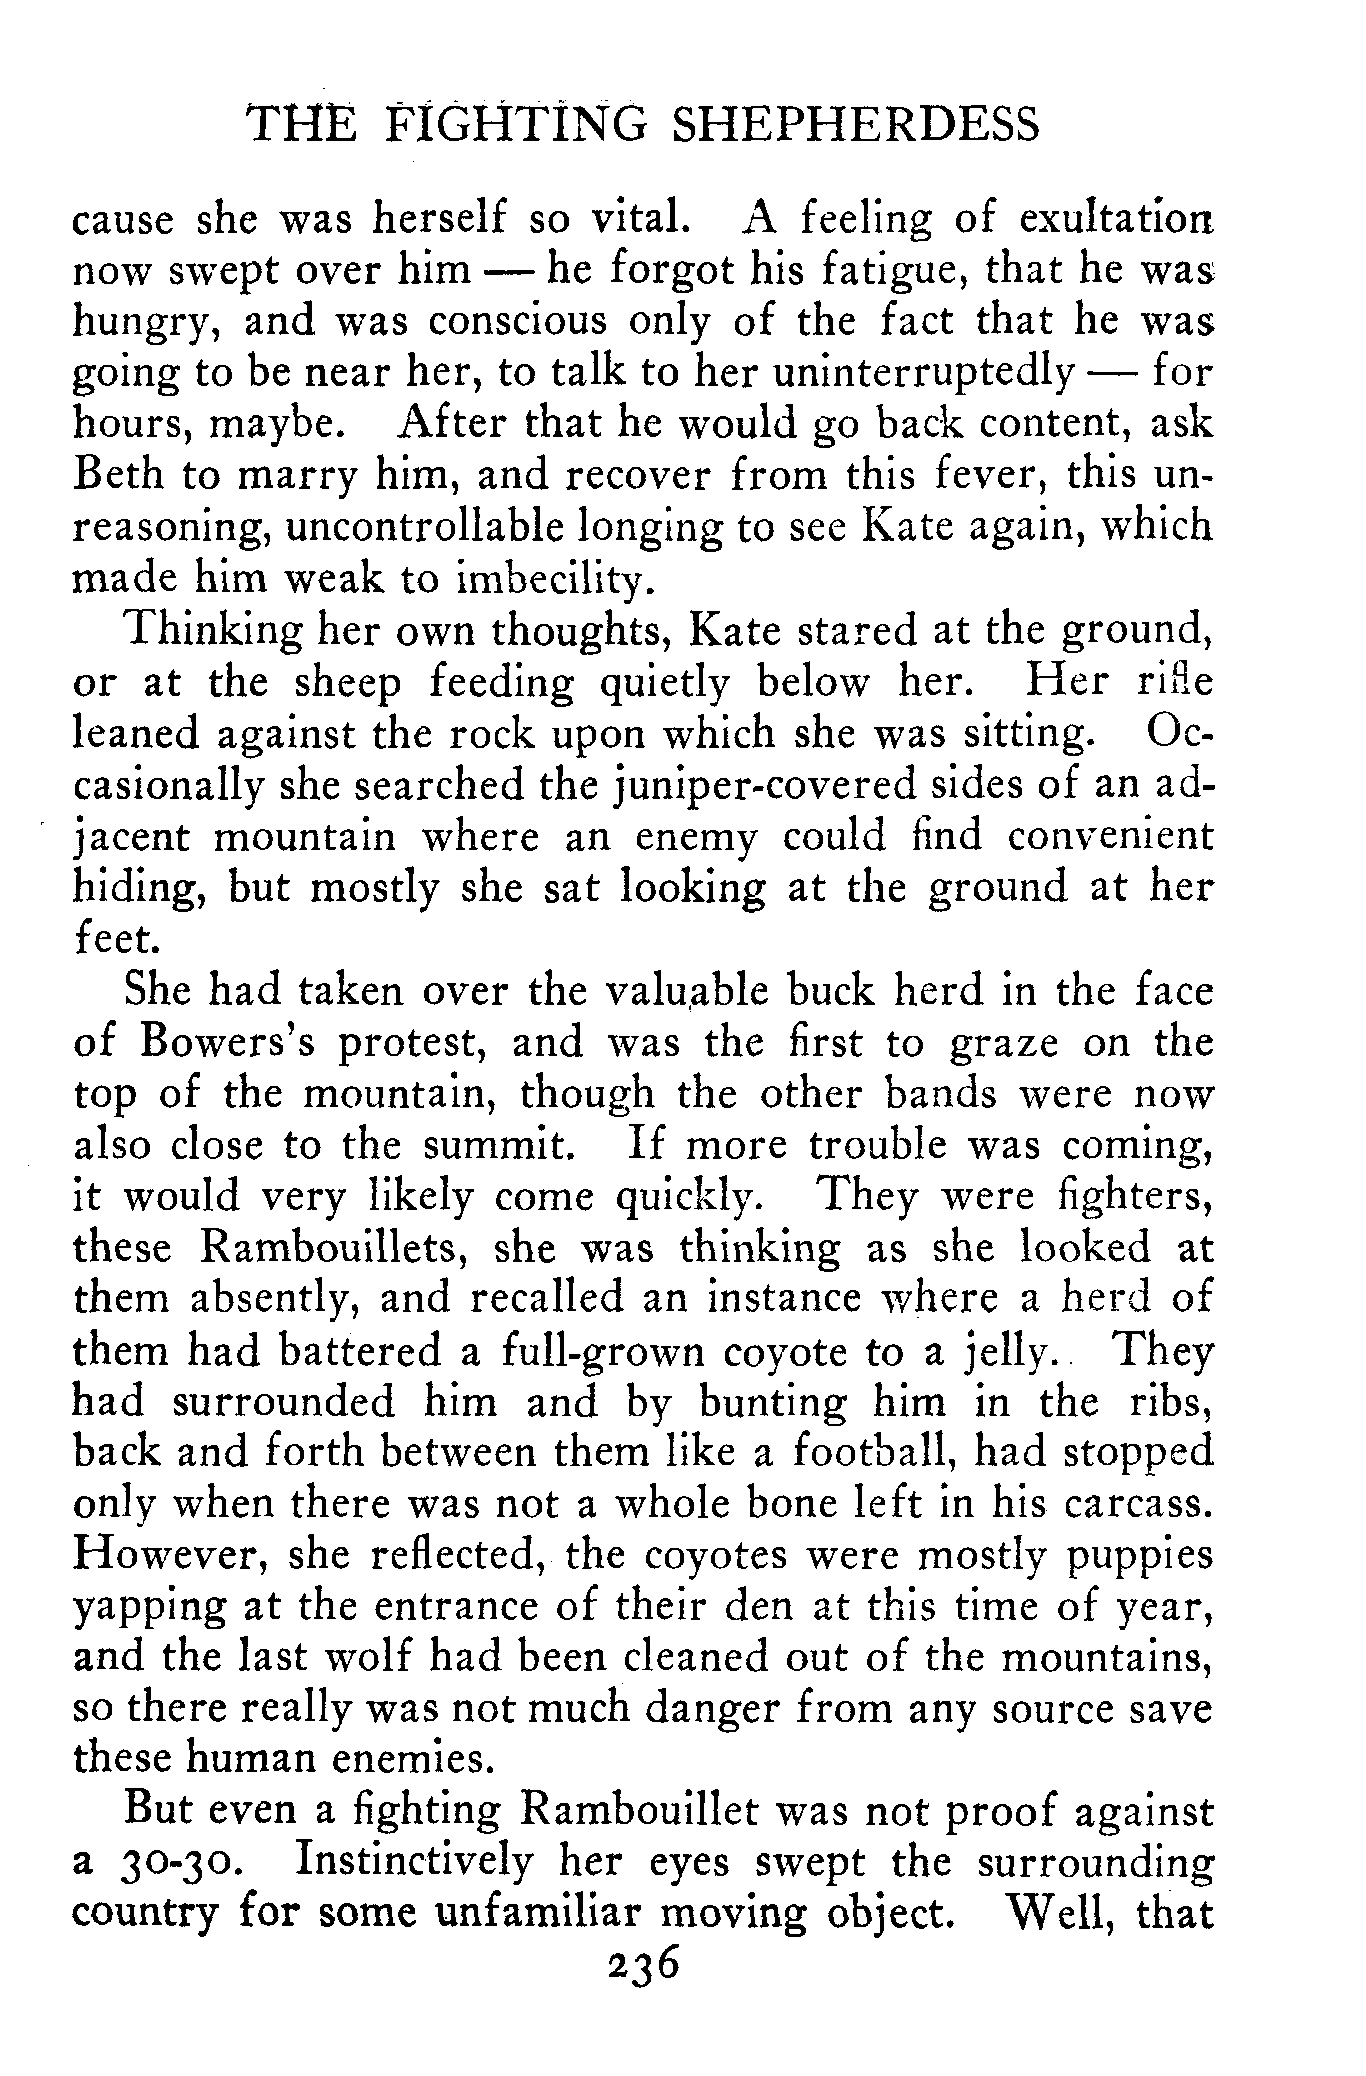 THE FIGHTING SHEPHERDESS
cause she was herself so vital. A feeling of exultation
now swept over him — he forgot his fatigue, that he was
hungry, and was conscious only of the fact that he was
going to be near her, to talk to her uninterruptedly — for
hours, maybe. After that he would go back content, ask
Beth to marry him, and recover from this fever, this un-
reasoning, uncontrollable longing to see Kate again, which
made him weak to imbecility.
Thinking her own thoughts, Kate stared at the ground,
or at the sheep feeding quietly below her. Her rifle
leaned against the rock upon which she was sitting. Oc-
casionally she searched the juniper-covered sides of an ad-
jacent mountain where an enemy could find convenient
hiding, but mostly she sat looking at the ground at her
feet.
She had taken over the valuable buck herd in the face
of Bowers's protest, and was the first to graze on the
top of the mountain, though the other bands were now
also close to the summit. If more trouble was coming,
it would very likely come quickly. They were fighters,
these Rambouillets, she was thinking as she looked at
them absently, and recalled an instance where a herd of
them had battered a full-grown coyote to a jelly. They
had surrounded him and by bunting him in the ribs,
back and forth between them like a football, had stopped
only when there was not a whole bone left in his carcass.
However, she reflected, the coyotes were mostly puppies
yapping at the entrance of their den at this time of year,
and the last wolf had been cleaned out of the mountains,
so there really was not much danger from any source save
these human enemies.
But even a fighting Rambouillet was not proof against
a 30-30. Instinctively her eyes swept the surrounding
country for some unfamiliar moving object. Well, that
236